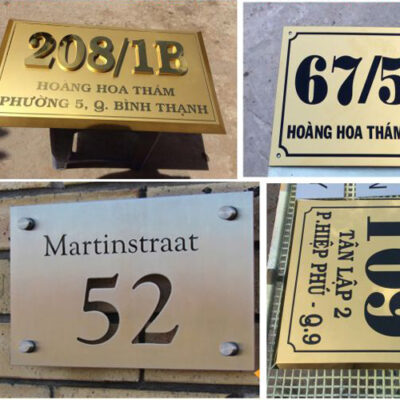 208/1B
HOÀNG HOA THÁM
PHƯỜNG 5, Q. BÌNH THẠNH
67/5
HOÀNG HOA THÁM
Martinstraat
52
109
TÂN LẬP 2
P.HIỆP PHÚ - Q.9